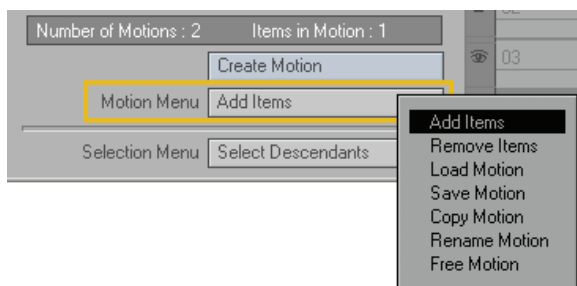 02
Number of Motions : 2 Items in Motion : 1
Create Motion
03
Motion Menu Add Items
Selection Menu Select Descendants
Add Items
Remove Items
Load Motion
Save Motion
Copy Motion
Rename Motion
Free Motion